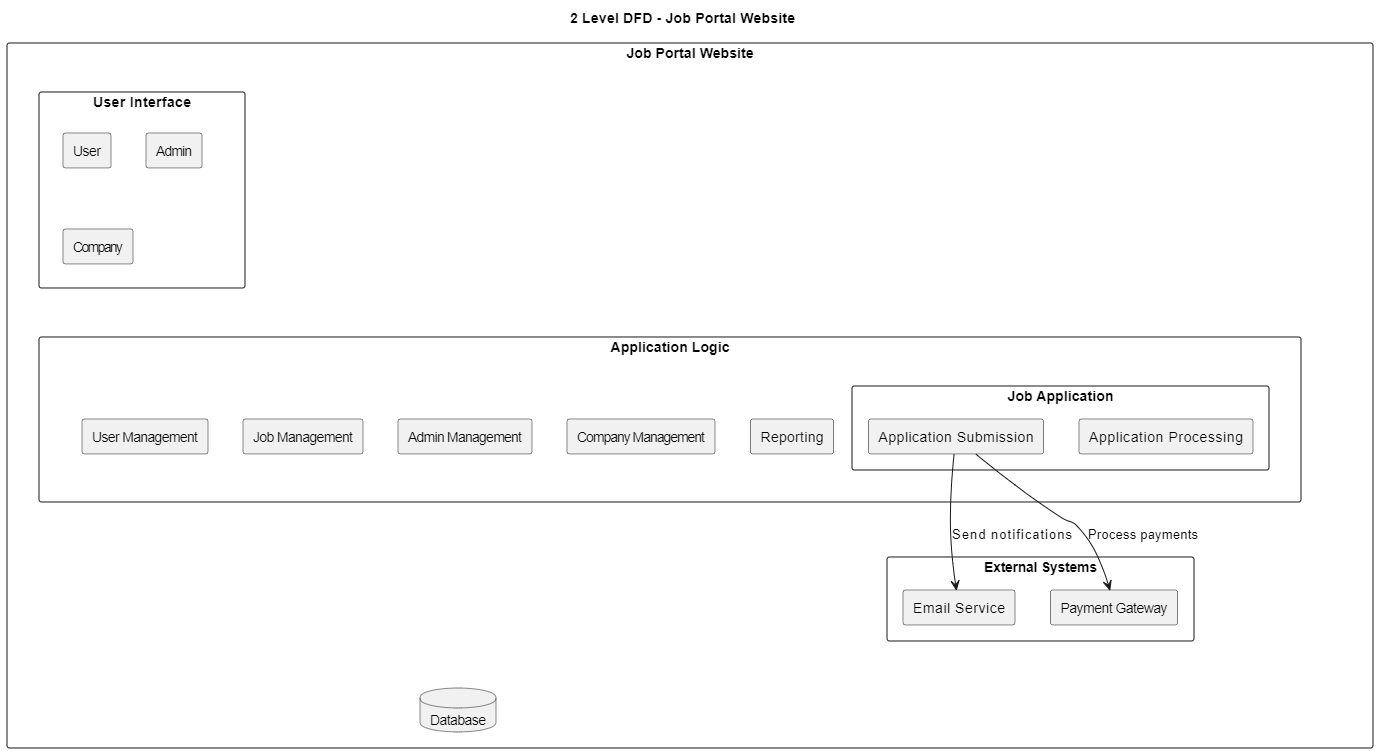 2 Level DFD - Job Portal Website
Job Portal Website
User Interface
User
Admin
Company
Application Logic
Job Application
User Management
Job Management
Admin Management
Company Management
Reporting
Application Submission
Application Processing
Send notifications
Process payments
External Systems
Email Service
Payment Gateway
Database